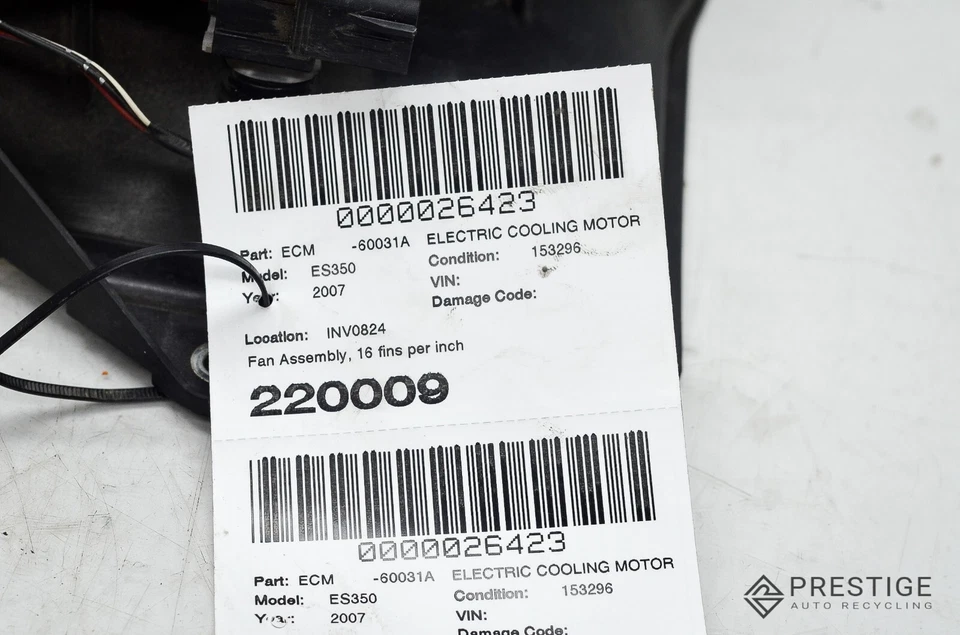 0000026423
Part: ECM -60031A ELECTRIC COOLING MOTOR
Model: ES350 Condition: 153296
Year: 2007 VIN:
Damage Code:
Location: INV0824
Fan Assembly, 16 fins per inch
220009
0000026423
Part: ECM -60031A ELECTRIC COOLING MOTOR
Model: ES350 Condition: 153296
Year: 2007 VIN:
Damage Code:
PRESTIGE
AUTO RECYCLING